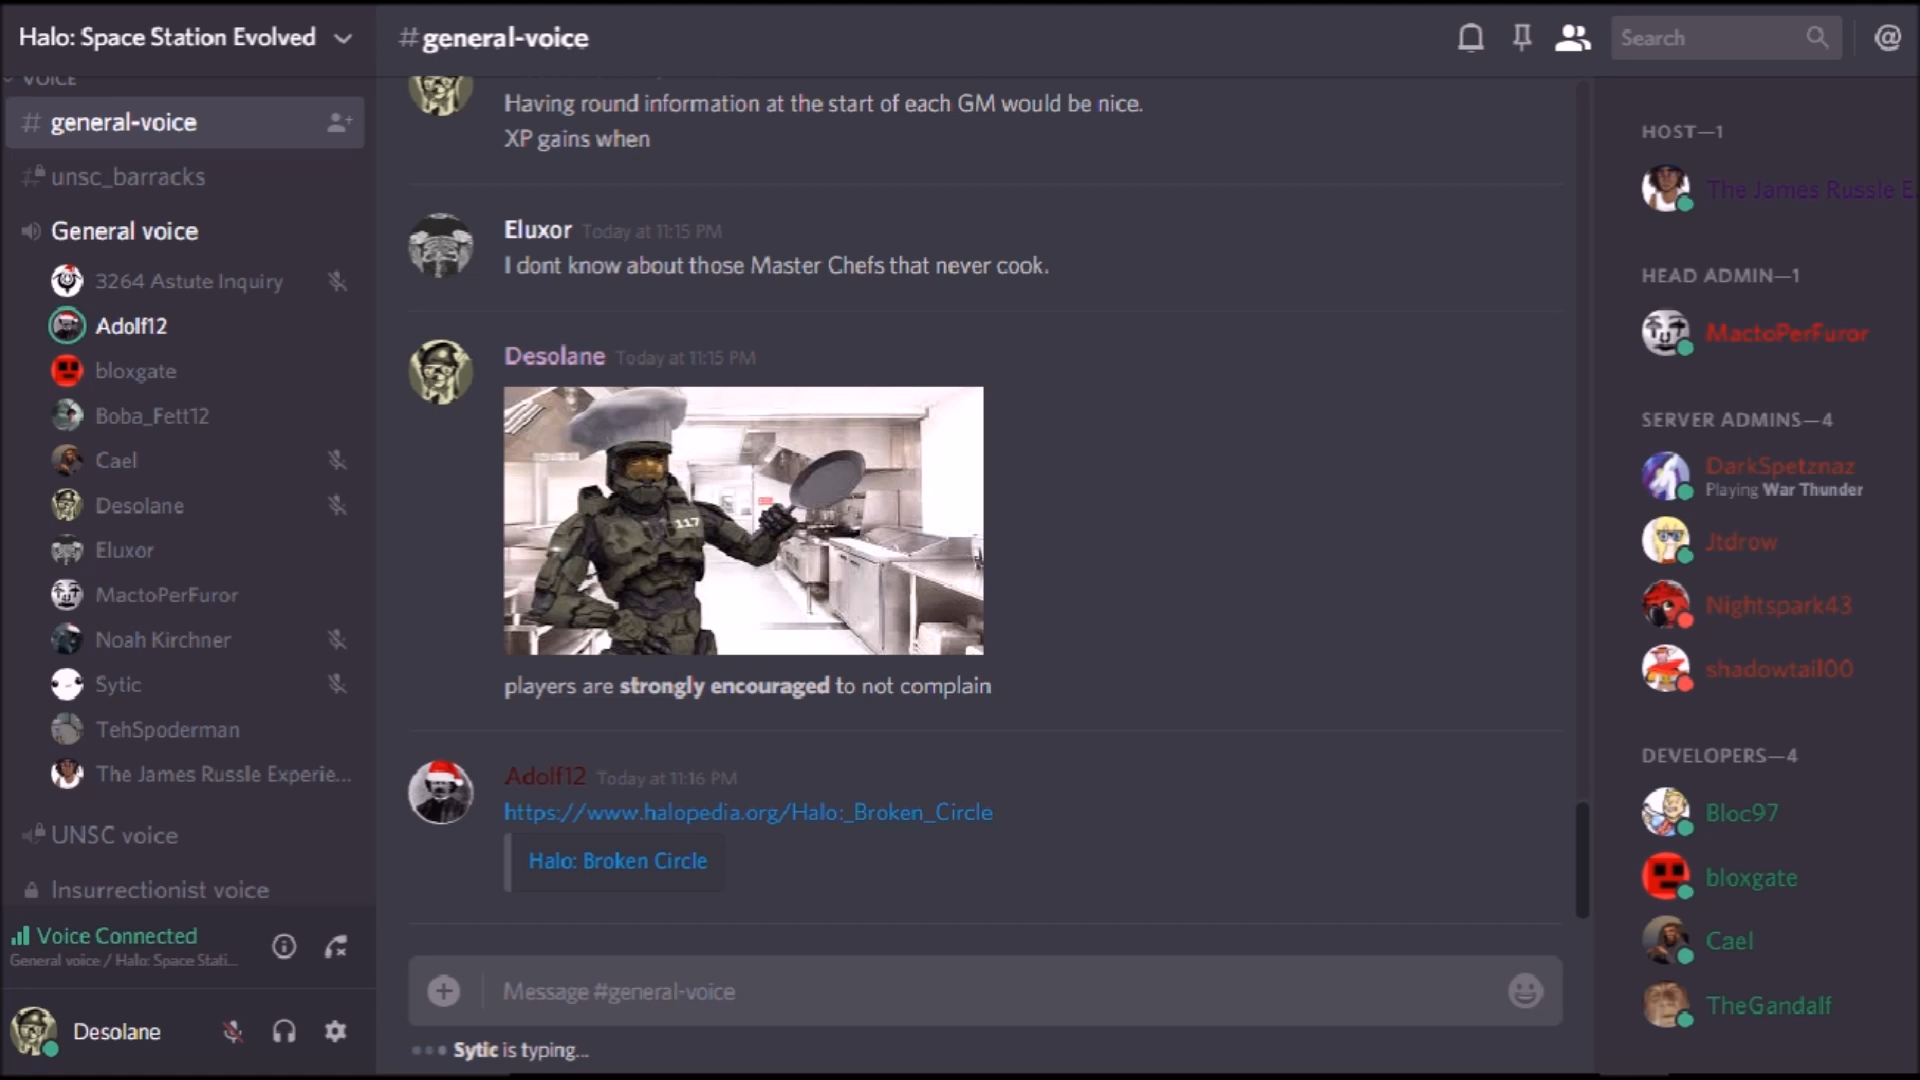 Halo: Space Station Evolved
VOICE
# general-voice
unsc_barracks
General voice
3264 Astute Inquiry
Adolf12
bloxgate
Boba_Fett12
Cael
Desolane
Eluxor
MactoPerFuror
Noah Kirchner
Sytic
TehSpoderman
The James Russle Experie...
UNSC voice
Insurrectionist voice
Voice Connected
General voice / Halo: Space Stati...
Desolane
#general-voice
Search
@
Having round information at the start of each GM would be nice.
XP gains when
Eluxor Today at 11:15 PM
I dont know about those Master Chefs that never cook.
Desolane Today at 11:15 PM
117
players are strongly encouraged to not complain
Adolf12 Today at 11:16 PM
https://www.halopedia.org/Halo:_Broken_Circle
Halo: Broken Circle
Message #general-voice
Sytic is typing...
HOST—1
The James Russle E
HEAD ADMIN—1
MactoPerFuror
SERVER ADMINS—4
DarkSpetznaz
Playing War Thunder
Jtdrow
Nightspark43
shadowtail00
DEVELOPERS—4
Bloc97
bloxgate
Cael
TheGandalf